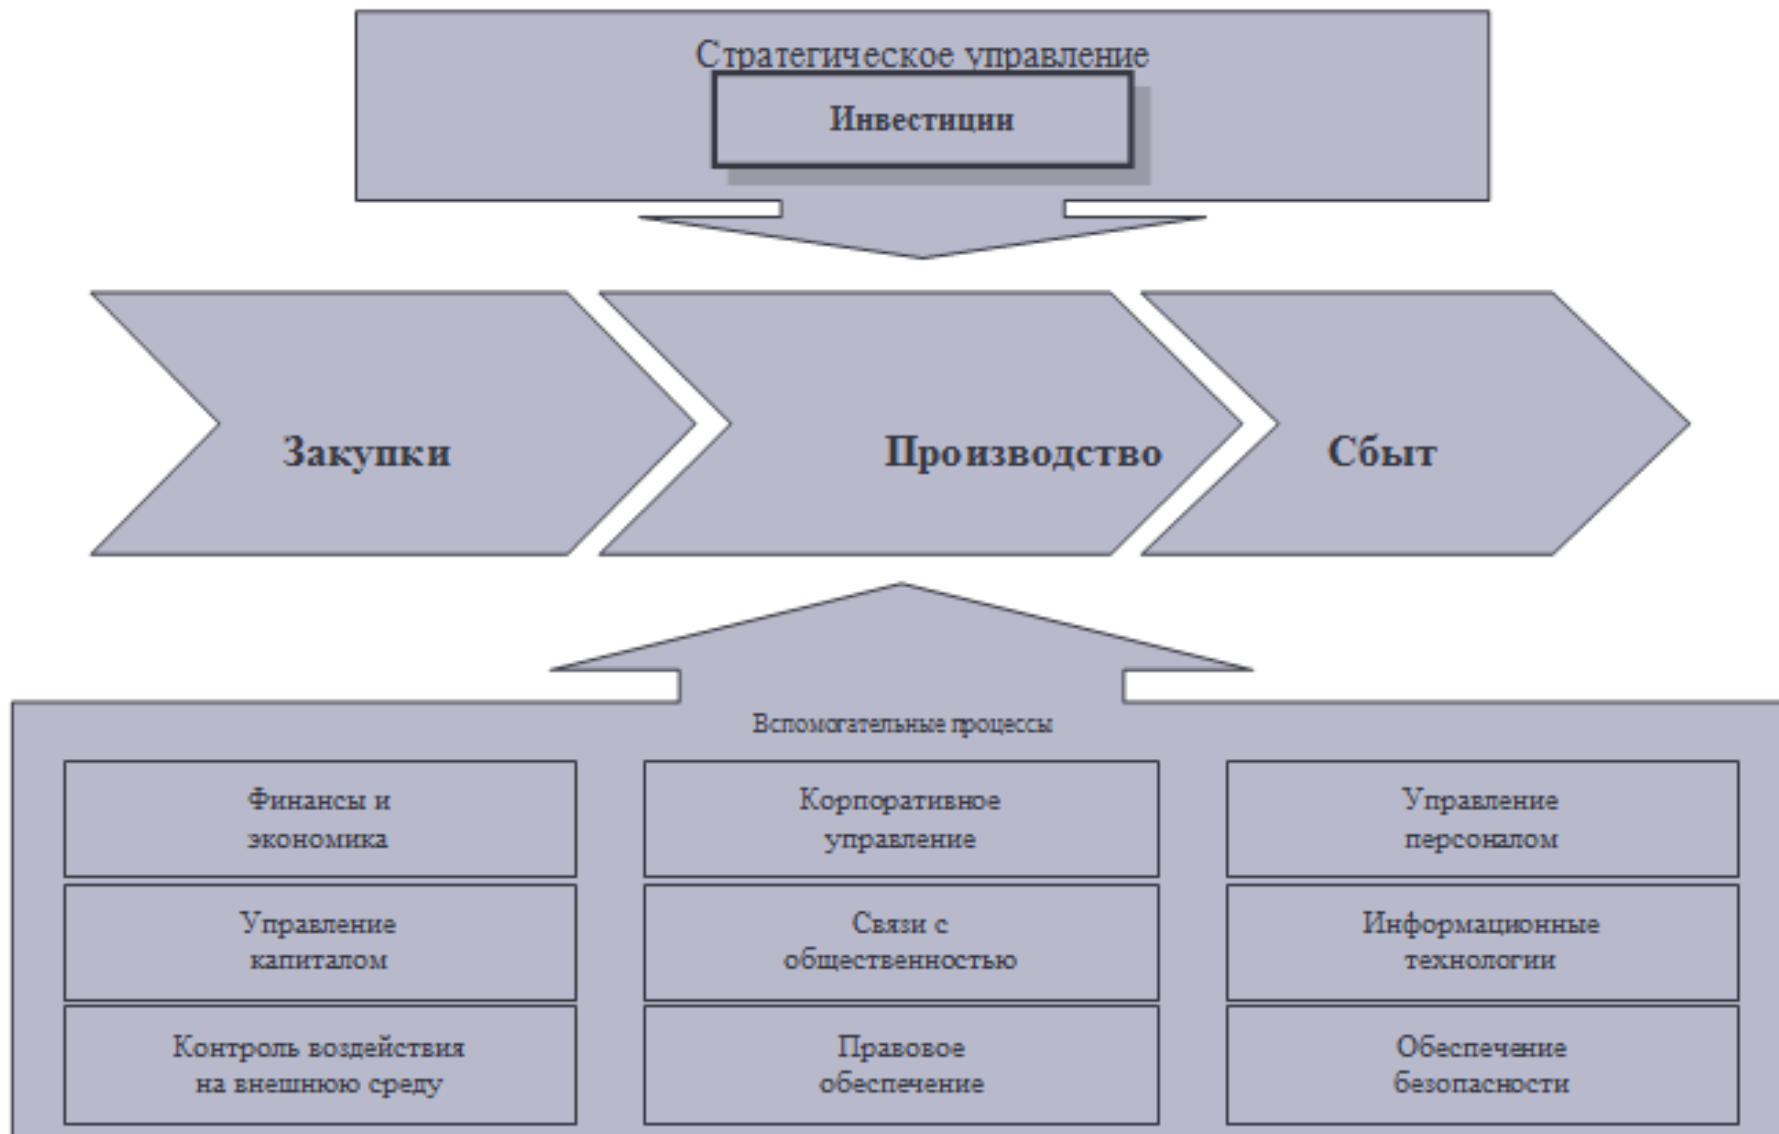 Стратегическое управление
Инвестиции
Закупки
Производство
Сбыт
Вспомогательные процессы
Финансы и
экономика
Корпоративное
управление
Управление
персоналом
Управление
капиталом
Связи с
общественностью
Информационные
технологии
Контроль воздействия
на внешнюю среду
Правовое
обеспечение
Обеспечение
безопасности